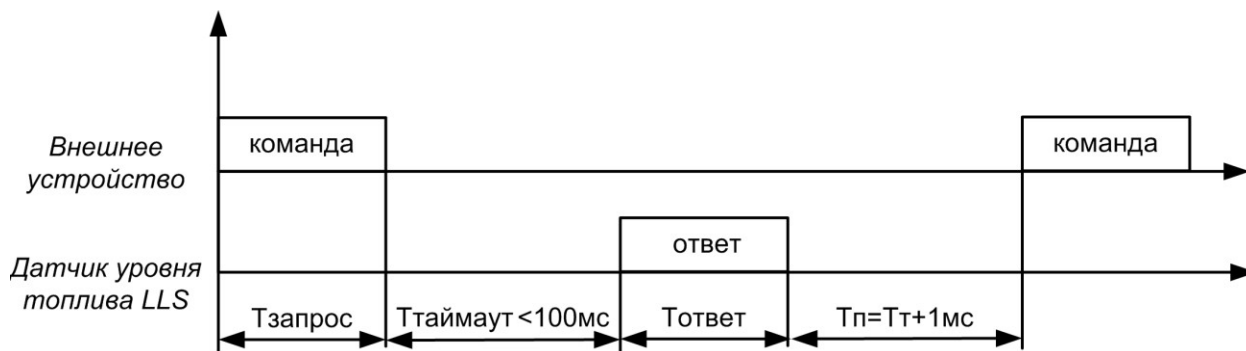 команда
команда
Внешнее
устройство
ответ
Датчик уровня
топлива LLS
Тзапрос
Ттаймаут <100мс
Тответ
Тп=Тт+1мс